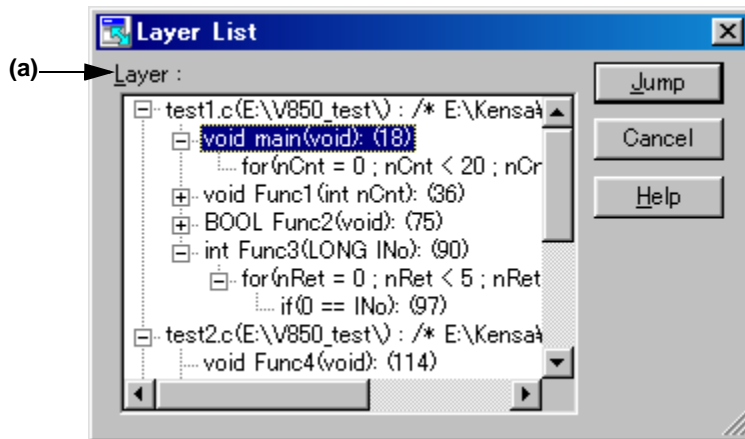 Layer List
(a)
Layer :
Jump
Cancel
Help
test1.c(E:\V850_test\) : /* E:\Kensa\
void main(void): (18)
for(nCnt = 0 ; nCnt < 20 ; nCn
void Func1(int nCnt): (36)
BOOL Func2(void): (75)
int Func3(LONG lNo): (90)
for(nRet = 0 ; nRet < 5 ; nRet
if(0 == lNo): (97)
test2.c(E:\V850_test\) : /* E:\Kensa\
void Func4(void): (114)